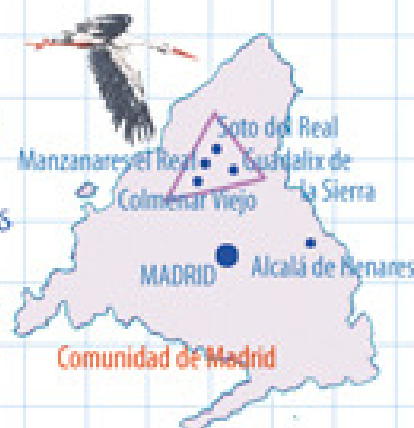 Soto del Real
Manzanares el Real
Guadalix de
la Sierra
Colmenar Viejo
MADRID
Alcalá de Henares
Comunidad de Madrid